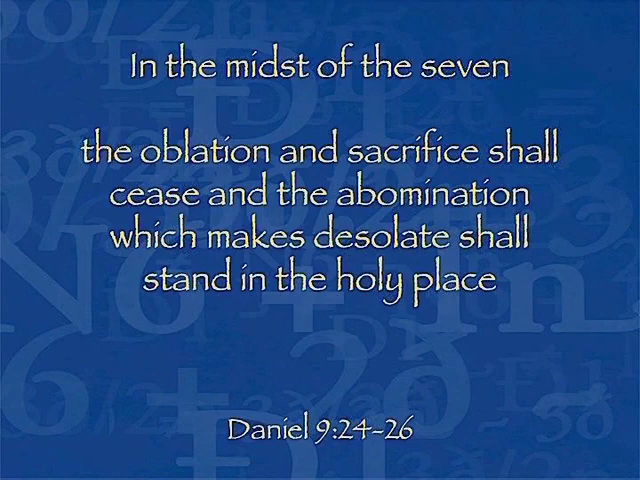 In the midst of the seven
the oblation and sacrifice shall
cease and the abomination
which makes desolate shall
stand in the holy place
Daniel 9:24-26